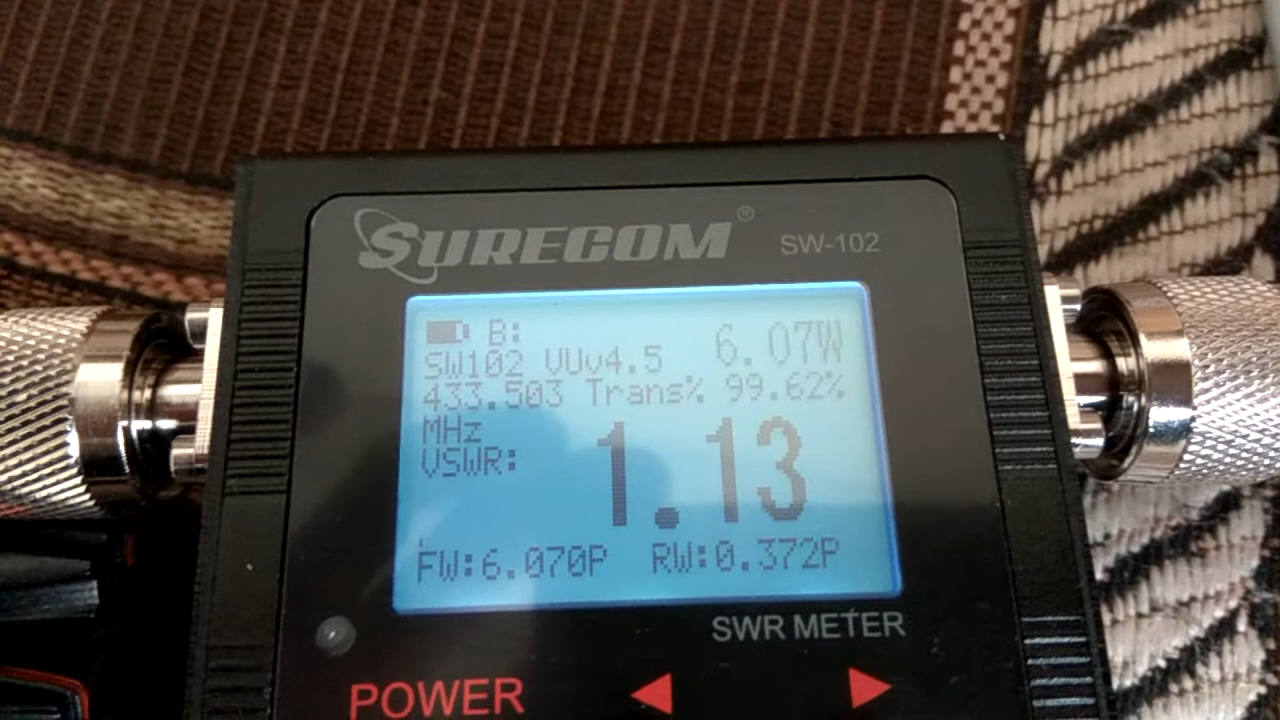 SURECOM®
SW-102
B:
6.07W
SW102 VUv4.5
433.503 Trans% 99.62%
MHz
VSWR: 1.13
FW:6.070P RW:0.372P
SWR METER
POWER